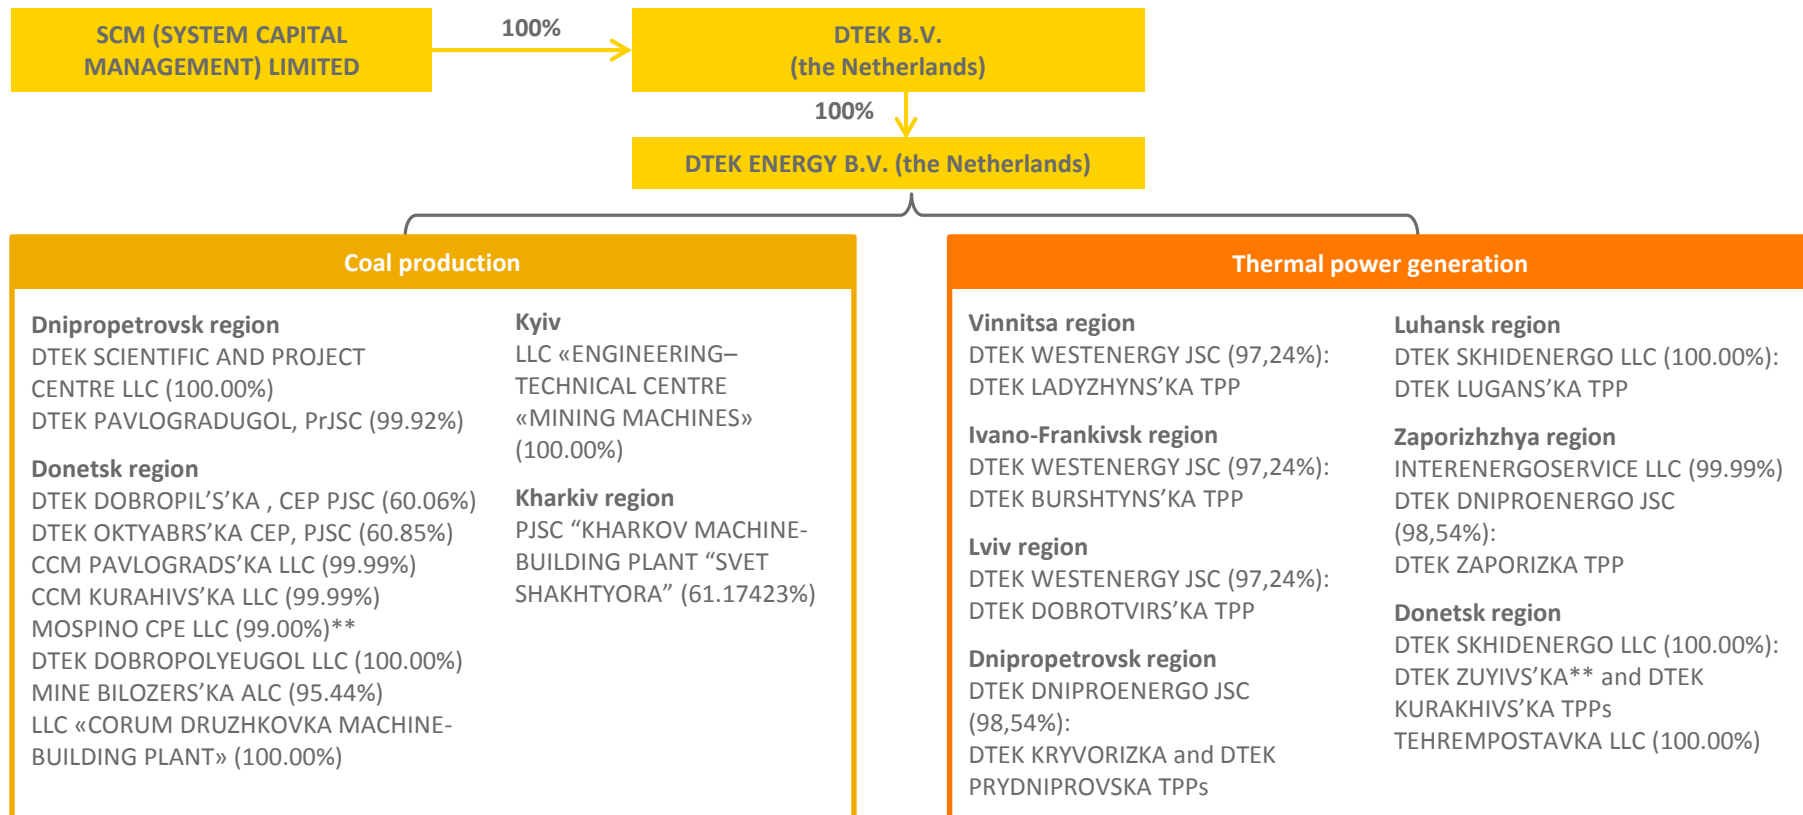 SCM (SYSTEM CAPITAL
MANAGEMENT) LIMITED
100%
DTEK B.V.
(the Netherlands)
100%
DTEK ENERGY B.V. (the Netherlands)
Coal production
Dnipropetrovsk region
DTEK SCIENTIFIC AND PROJECT
CENTRE LLC (100.00%)
DTEK PAVLOGRADUGOL, PrJSC (99.92%)
Donetsk region
DTEK DOBROPIL'S’KA , CEP PJSC (60.06%)
DTEK OKTYABRS’KA CEP, PJSC (60.85%)
CCM PAVLOGRADS’KA LLC (99.99%)
CCM KURAHIVS’KA LLC (99.99%)
MOSPINO CPE LLC (99.00%)**
DTEK DOBROPOLYEUGOL LLC (100.00%)
MINE BILOZERS’KA ALC (95.44%)
LLC «CORUM DRUZHKOVKA MACHINE-
BUILDING PLANT» (100.00%)
Kyiv
LLC «ENGINEERING–
TECHNICAL CENTRE
«MINING MACHINES»
(100.00%)
Kharkiv region
PJSC “KHARKOV MACHINE-
BUILDING PLANT “SVET
SHAKHTYORA” (61.17423%)
Thermal power generation
Vinnitsa region
DTEK WESTENERGY JSC (97,24%):
DTEK LADYZHYNS’KA TPP
Ivano-Frankivsk region
DTEK WESTENERGY JSC (97,24%):
DTEK BURSHTYNS’KA TPP
Lviv region
DTEK WESTENERGY JSC (97,24%):
DTEK DOBROTVIRS’KA TPP
Dnipropetrovsk region
DTEK DNIPROENERGO JSC
(98,54%):
DTEK KRYVORIZKA and DTEK
PRYDNIPROVSKA TPPs
Luhansk region
DTEK SKHIDENERGO LLC (100.00%):
DTEK LUGANS’KA TPP
Zaporizhzhya region
INTERENERGOSERVICE LLC (99.99%)
DTEK DNIPROENERGO JSC
(98,54%):
DTEK ZAPORIZKA TPP
Donetsk region
DTEK SKHIDENERGO LLC (100.00%):
DTEK ZUYIVS’KA** and DTEK
KURAKHIVS’KA TPPs
TEHREMPOSTAVKA LLC (100.00%)